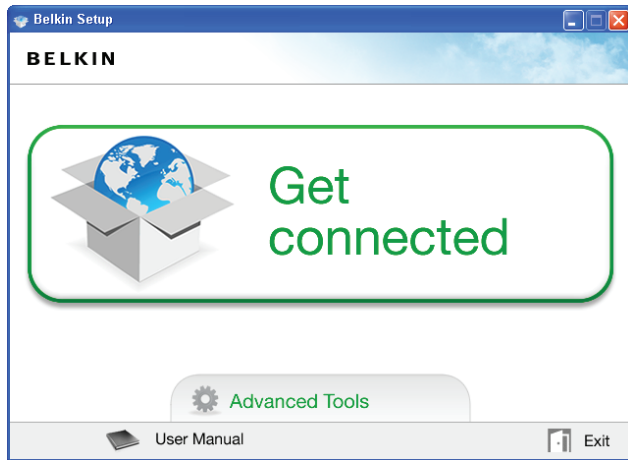 Belkin Setup
BELKIN
Get
connected
Advanced Tools
User Manual
Exit